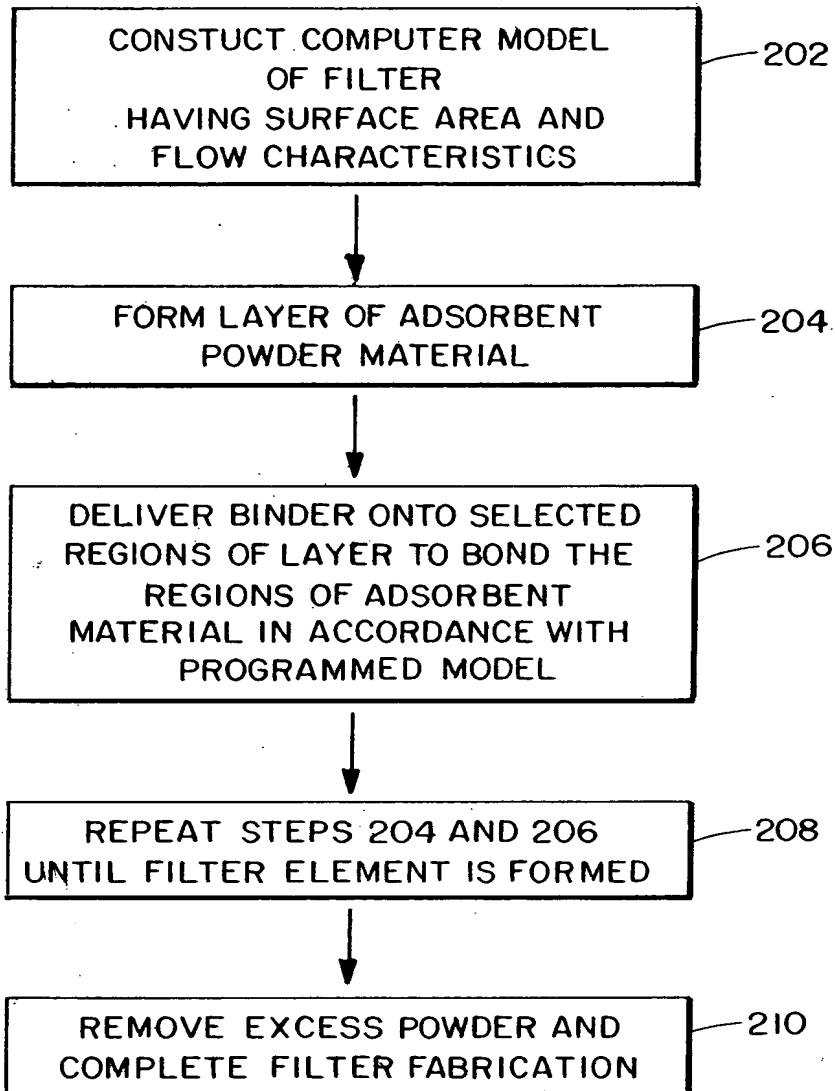 CONSTUCT COMPUTER MODEL
OF FILTER
HAVING SURFACE AREA AND
FLOW CHARACTERISTICS
202
FORM LAYER OF ADSORBENT
POWDER MATERIAL
204
DELIVER BINDER ONTO SELECTED
REGIONS OF LAYER TO BOND THE
REGIONS OF ADSORBENT
MATERIAL IN ACCORDANCE WITH
PROGRAMMED MODEL
206
REPEAT STEPS 204 AND 206
UNTIL FILTER ELEMENT IS FORMED
208
REMOVE EXCESS POWDER AND
COMPLETE FILTER FABRICATION
210